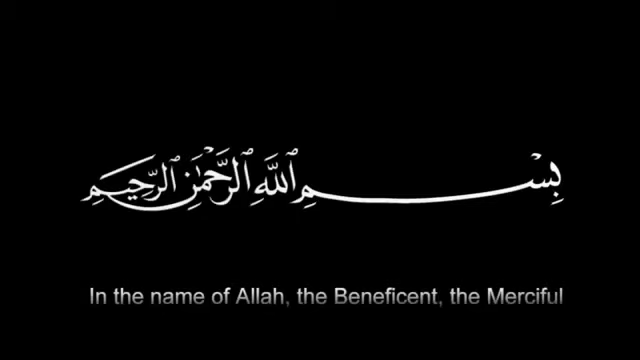 بِسْمِ ٱللَّهِ ٱلرَّحْمَٰنِ ٱلرَّحِيمِ
In the name of Allah, the Beneficent, the Merciful